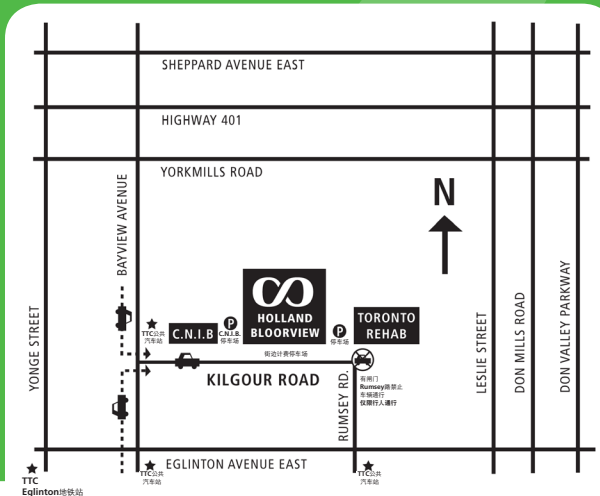 SHEPPARD AVENUE EAST
HIGHWAY 401
YORKMILLS ROAD
N
BAYVIEW AVENUE
YONGE STREET
LESLIE STREET
DON MILLS ROAD
DON VALLEY PARKWAY
TTC公共
汽车站
C.N.I.B
P
C.N.I.B.
停车场
HOLLAND
BLOORVIEW
P
停车场
TORONTO
REHAB
街边计费停车场
KILGOUR ROAD
RUMSEY RD.
有闸门
Rumsey路禁止
车辆通行
仅限行人通行
EGLINTON AVENUE EAST
TTC公共
汽车站
TTC公共
汽车站
TTC
Eglinton地铁站